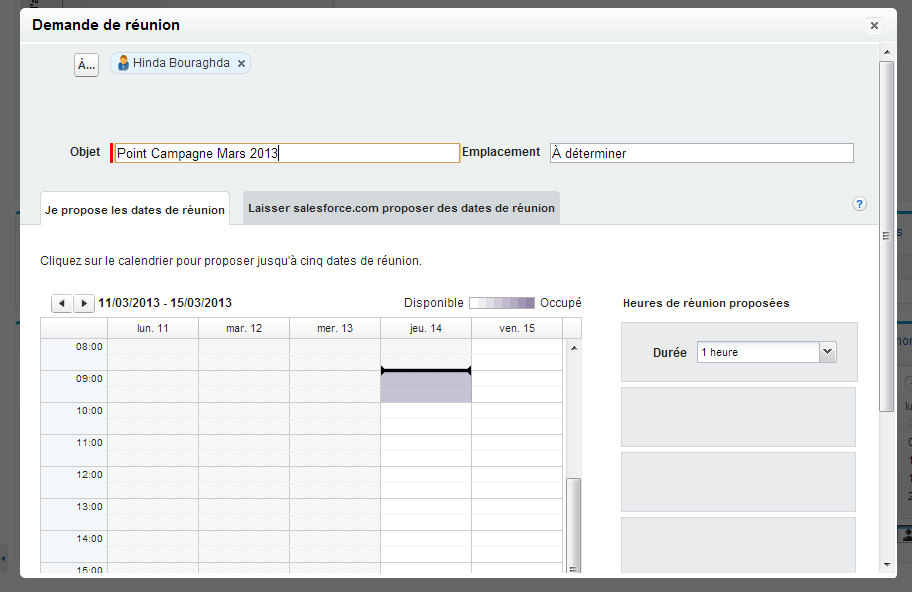 Demande de réunion
À...
Hinda Bouraghda
Objet
Point Campagne Mars 2013
Emplacement
À déterminer
Je propose les dates de réunion
Laisser salesforce.com proposer des dates de réunion
?
Cliquez sur le calendrier pour proposer jusqu'à cinq dates de réunion.
11/03/2013 - 15/03/2013
Disponible
Occupé
Heures de réunion proposées
lun. 11
mar. 12
mer. 13
jeu. 14
ven. 15
Durée
1 heure
08:00
09:00
10:00
11:00
12:00
13:00
14:00
15:00